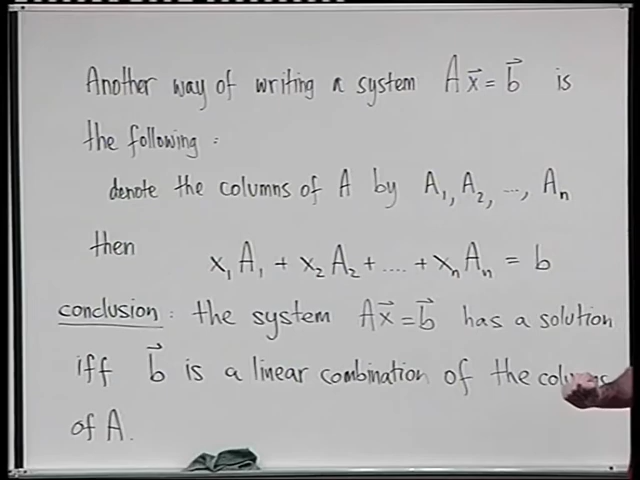 Another way of writing a system A x⃗ = b⃗ is
the following :
denote the columns of A by A₁, A₂, ..., Aₙ
then x₁A₁ + x₂A₂ + .... + xₙAₙ = b
conclusion : the system A x⃗ = b⃗ has a solution
iff b⃗ is a linear combination of the columns
of A.